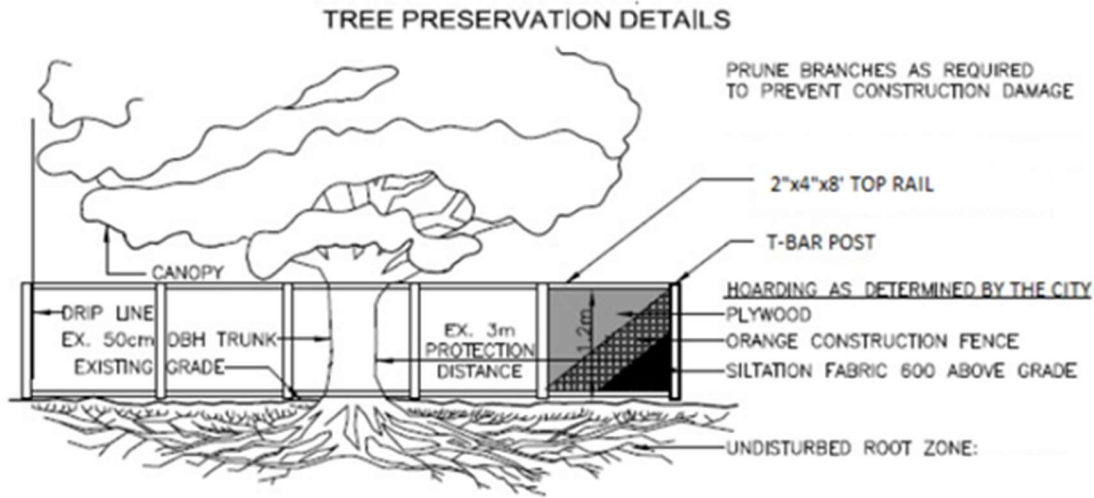 TREE PRESERVATION DETAILS
PRUNE BRANCHES AS REQUIRED
TO PREVENT CONSTRUCTION DAMAGE
2"x4"x8' TOP RAIL
T-BAR POST
CANOPY
HOARDING AS DETERMINED BY THE CITY
DRIP LINE
PLYWOOD
EX. 50cm DBH TRUNK
EX. 3m
PROTECTION
DISTANCE
1.2m
ORANGE CONSTRUCTION FENCE
EXISTING GRADE
SILTATION FABRIC 600 ABOVE GRADE
UNDISTURBED ROOT ZONE: